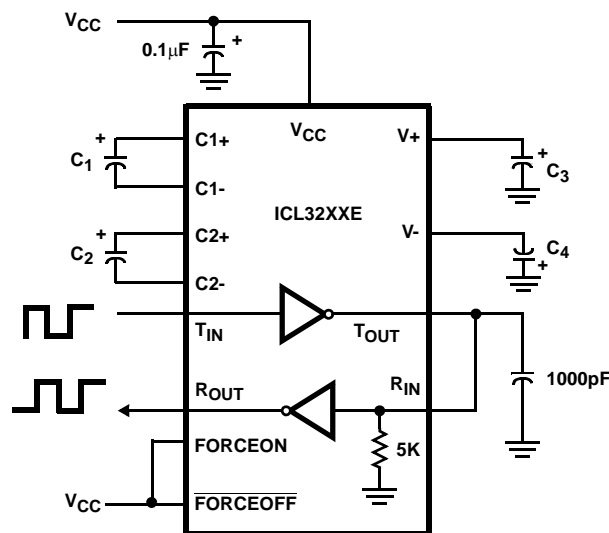 VCC
+
0.1μF
VCC
C1+
V+
+
C1
C1-
+
C3
ICL32XXE
C2+
V-
+
C2
C4
C2-
+
TIN
TOUT
ROUT
RIN
1000pF
FORCEON
5K
VCC
FORCEOFF